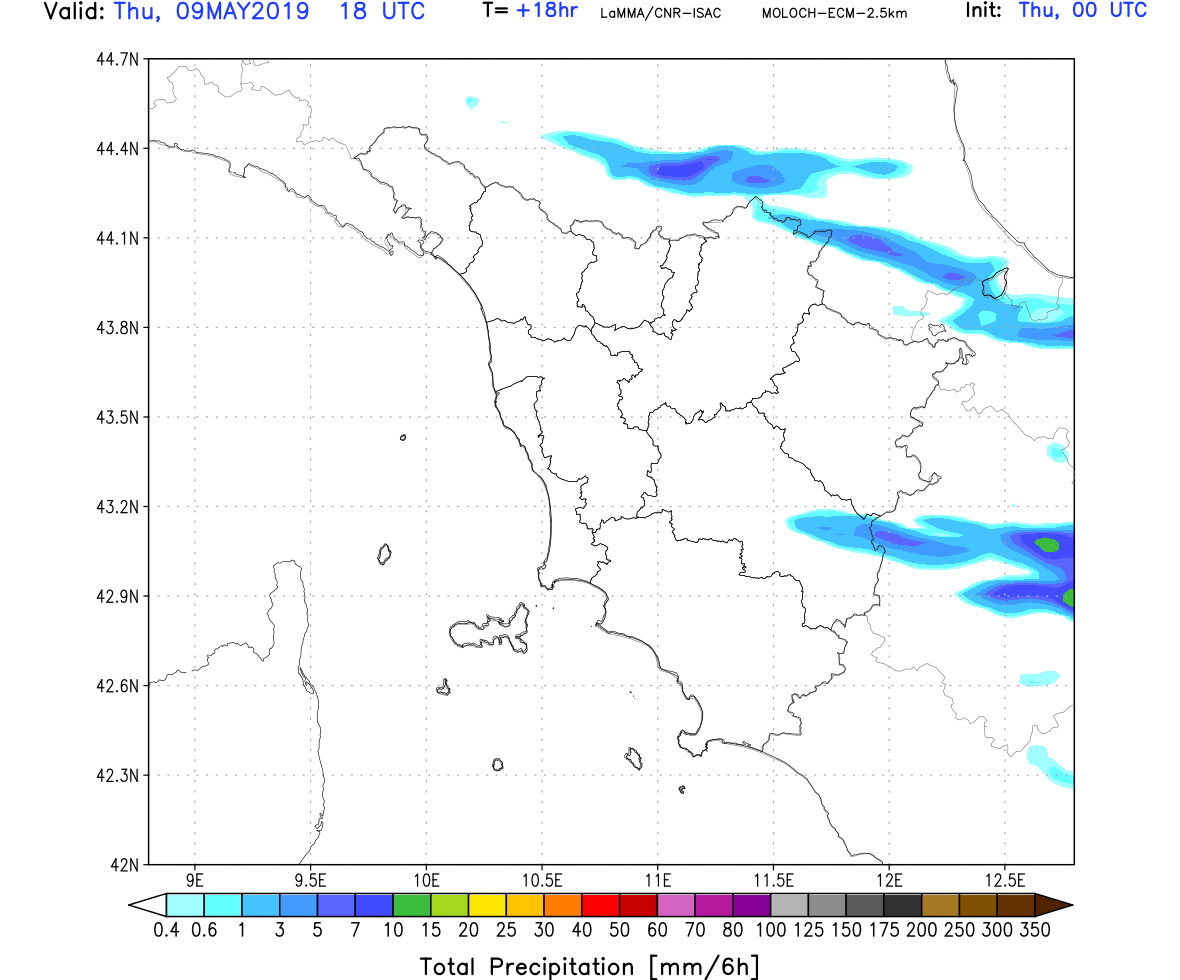 Valid: Thu, 09MAY2019 18 UTC T= +18hr LaMMA/CNR-ISAC MOLOCH-ECM-2.5km Init: Thu, 00 UTC
44.7N
44.4N
44.1N
43.8N
43.5N
43.2N
42.9N
42.6N
42.3N
42N
9E 9.5E 10E 10.5E 11E 11.5E 12E 12.5E
0.4 0.6 1 3 5 7 10 15 20 25 30 40 50 60 70 80 100 125 150 175 200 250 300 350
Total Precipitation [mm/6h]